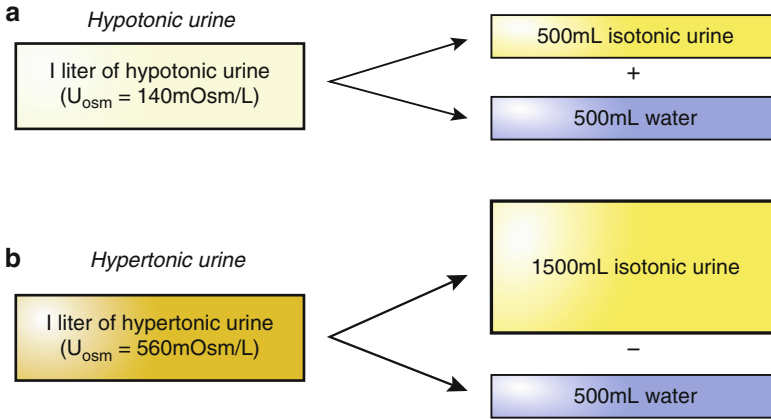 a
Hypotonic urine
I liter of hypotonic urine
(Uosm = 140mOsm/L)
500mL isotonic urine
+
500mL water
b
Hypertonic urine
I liter of hypertonic urine
(Uosm = 560mOsm/L)
1500mL isotonic urine
–
500mL water